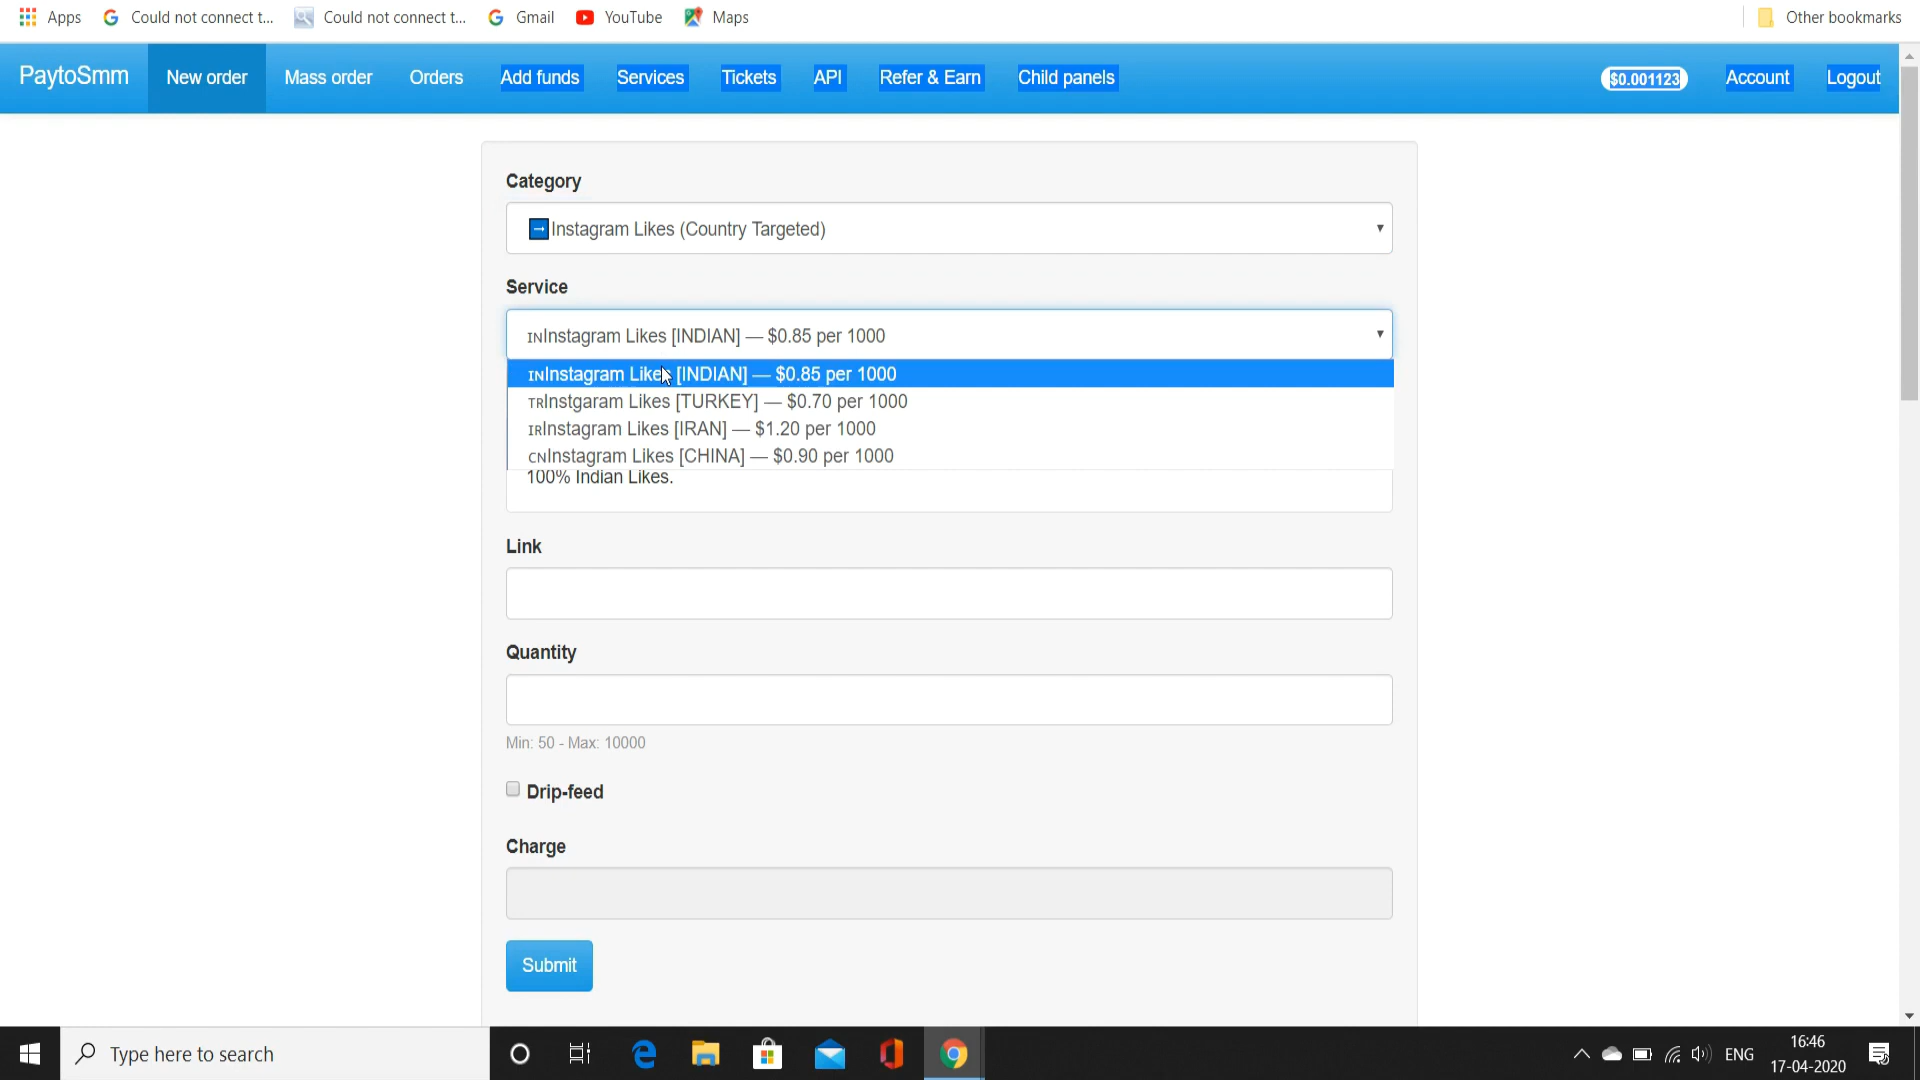 Apps Could not connect t... Could not connect t... Gmail YouTube Maps Other bookmarks
PaytoSmm New order Mass order Orders Add funds Services Tickets API Refer & Earn Child panels $0.001123 Account Logout
Category
Instagram Likes (Country Targeted)
Service
INInstagram Likes [INDIAN] — $0.85 per 1000
INInstagram Likes [INDIAN] — $0.85 per 1000
TRInstgaram Likes [TURKEY] — $0.70 per 1000
IRInstagram Likes [IRAN] — $1.20 per 1000
CNInstagram Likes [CHINA] — $0.90 per 1000
100% Indian Likes.
Link
Quantity
Min: 50 - Max: 10000
Drip-feed
Charge
Submit
Type here to search
ENG
16:46
17-04-2020